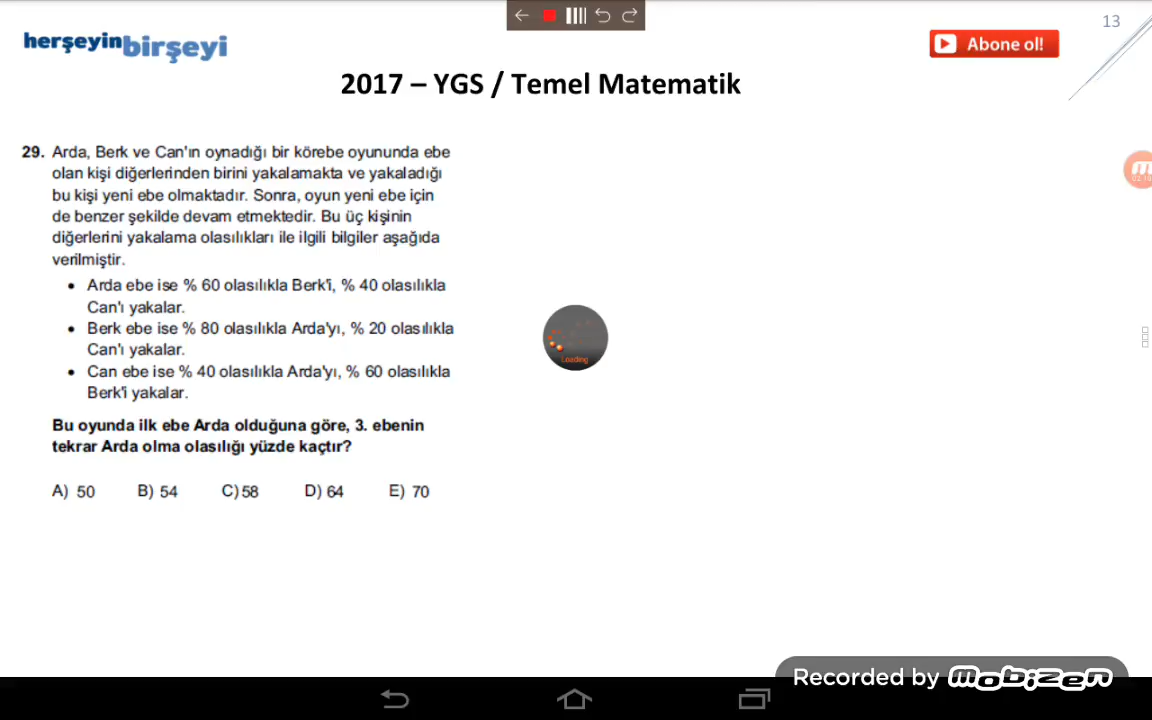 13
herşeyinbirşeyi
Abone ol!
2017 – YGS / Temel Matematik
29. Arda, Berk ve Can'ın oynadığı bir körebe oyununda ebe
olan kişi diğerlerinden birini yakalamakta ve yakaladığı
bu kişi yeni ebe olmaktadır. Sonra, oyun yeni ebe için
de benzer şekilde devam etmektedir. Bu üç kişinin
diğerlerini yakalama olasılıkları ile ilgili bilgiler aşağıda
verilmiştir.
• Arda ebe ise % 60 olasılıkla Berk'i, % 40 olasılıkla
Can'ı yakalar.
• Berk ebe ise % 80 olasılıkla Arda'yı, % 20 olasılıkla
Can'ı yakalar.
• Can ebe ise % 40 olasılıkla Arda'yı, % 60 olasılıkla
Berk'i yakalar.
Bu oyunda ilk ebe Arda olduğuna göre, 3. ebenin
tekrar Arda olma olasılığı yüzde kaçtır?
A) 50 B) 54 C) 58 D) 64 E) 70
Loading
Recorded by mobizen